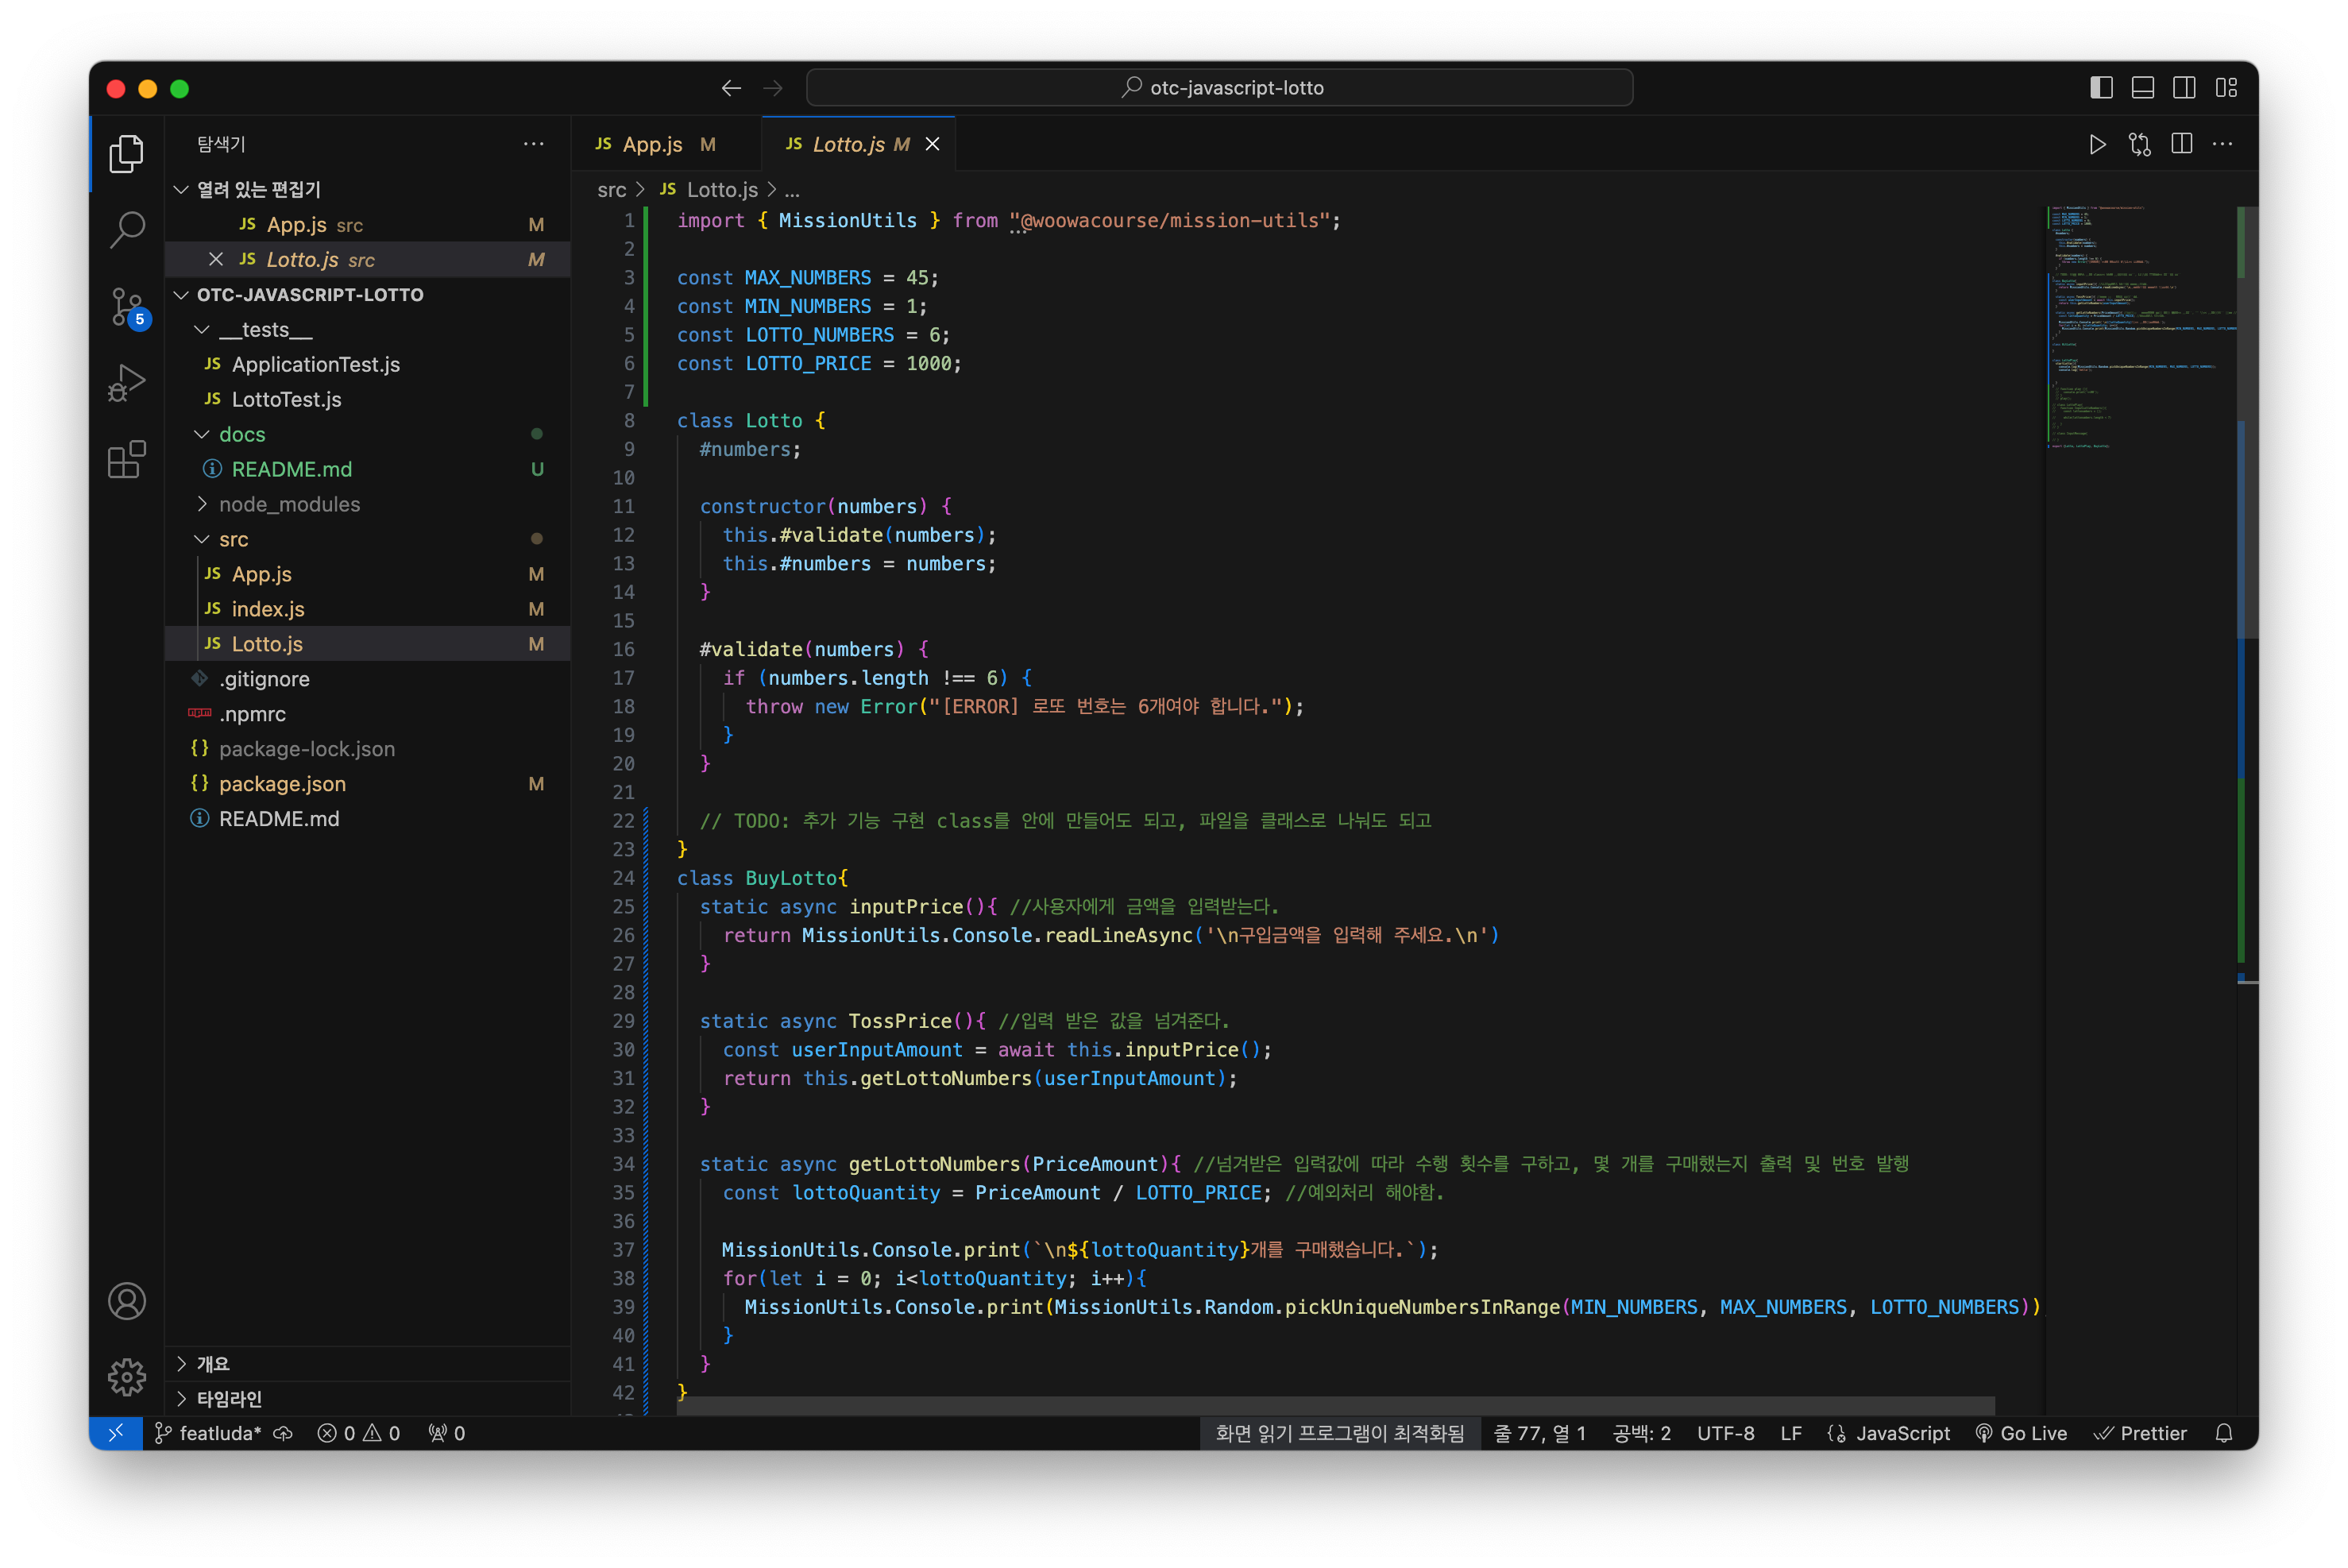 otc-javascript-lotto
탐색기
열려 있는 편집기
JS App.js src M
JS Lotto.js src M
OTC-JAVASCRIPT-LOTTO
__tests__
JS ApplicationTest.js
JS LottoTest.js
docs
README.md U
node_modules
src
JS App.js M
JS index.js M
JS Lotto.js M
.gitignore
.npmrc
{} package-lock.json
{} package.json M
README.md
개요
타임라인
5
JS App.js M
JS Lotto.js M
src > JS Lotto.js > ...
1 import { MissionUtils } from "@woowacourse/mission-utils";
2
3 const MAX_NUMBERS = 45;
4 const MIN_NUMBERS = 1;
5 const LOTTO_NUMBERS = 6;
6 const LOTTO_PRICE = 1000;
7
8 class Lotto {
9 #numbers;
10
11 constructor(numbers) {
12 this.#validate(numbers);
13 this.#numbers = numbers;
14 }
15
16 #validate(numbers) {
17 if (numbers.length !== 6) {
18 throw new Error("[ERROR] 로또 번호는 6개여야 합니다.");
19 }
20 }
21
22 // TODO: 추가 기능 구현 class를 안에 만들어도 되고, 파일을 클래스로 나눠도 되고
23 }
24 class BuyLotto{
25 static async inputPrice(){ //사용자에게 금액을 입력받는다.
26 return MissionUtils.Console.readLineAsync('\n구입금액을 입력해 주세요.\n')
27 }
28
29 static async TossPrice(){ //입력 받은 값을 넘겨준다.
30 const userInputAmount = await this.inputPrice();
31 return this.getLottoNumbers(userInputAmount);
32 }
33
34 static async getLottoNumbers(PriceAmount){ //넘겨받은 입력값에 따라 수행 횟수를 구하고, 몇 개를 구매했는지 출력 및 번호 발행
35 const lottoQuantity = PriceAmount / LOTTO_PRICE; //예외처리 해야함.
36
37 MissionUtils.Console.print(`\n${lottoQuantity}개를 구매했습니다.`);
38 for(let i = 0; i<lottoQuantity; i++){
39 MissionUtils.Console.print(MissionUtils.Random.pickUniqueNumbersInRange(MIN_NUMBERS, MAX_NUMBERS, LOTTO_NUMBERS))
40 }
41 }
42 }
featluda* 0 0 0 화면 읽기 프로그램이 최적화됨 줄 77, 열 1 공백: 2 UTF-8 LF JavaScript Go Live Prettier